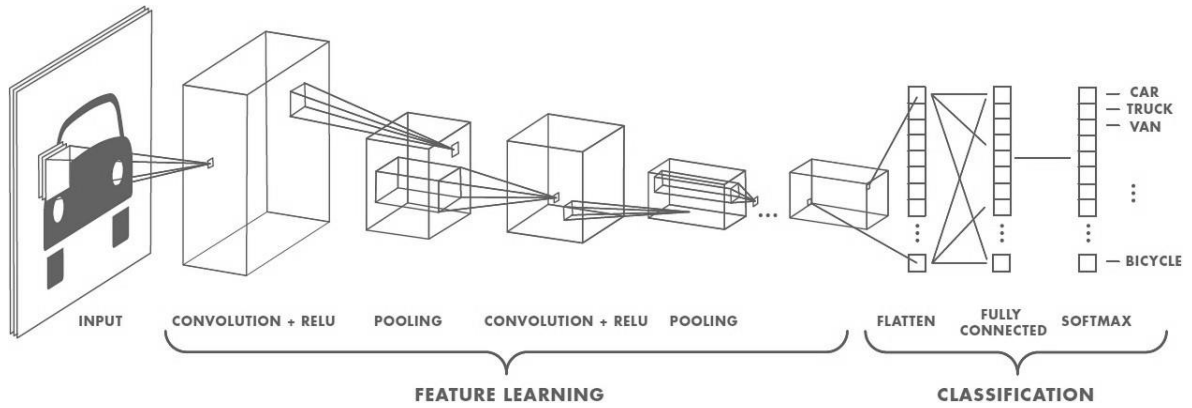 CAR
TRUCK
VAN
BICYCLE
INPUT
CONVOLUTION + RELU
POOLING
CONVOLUTION + RELU
POOLING
FLATTEN
FULLY
CONNECTED
SOFTMAX
FEATURE LEARNING
CLASSIFICATION